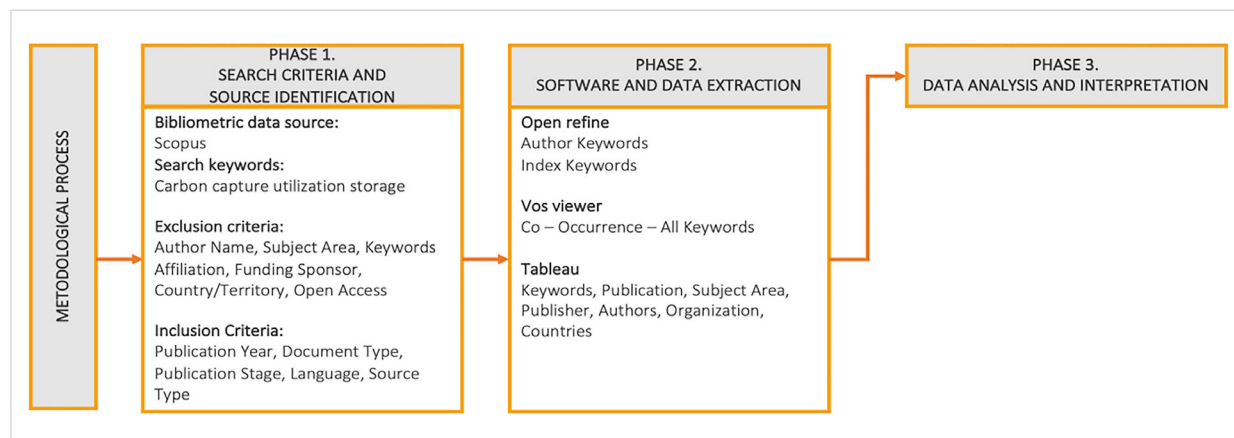 METODOLOGICAL PROCESS
PHASE 1.
SEARCH CRITERIA AND
SOURCE IDENTIFICATION
Bibliometric data source:
Scopus
Search keywords:
Carbon capture utilization storage
Exclusion criteria:
Author Name, Subject Area, Keywords
Affiliation, Funding Sponsor,
Country/Territory, Open Access
Inclusion Criteria:
Publication Year, Document Type,
Publication Stage, Language, Source
Type
PHASE 2.
SOFTWARE AND DATA EXTRACTION
Open refine
Author Keywords
Index Keywords
Vos viewer
Co – Occurrence – All Keywords
Tableau
Keywords, Publication, Subject Area,
Publisher, Authors, Organization,
Countries
PHASE 3.
DATA ANALYSIS AND INTERPRETATION